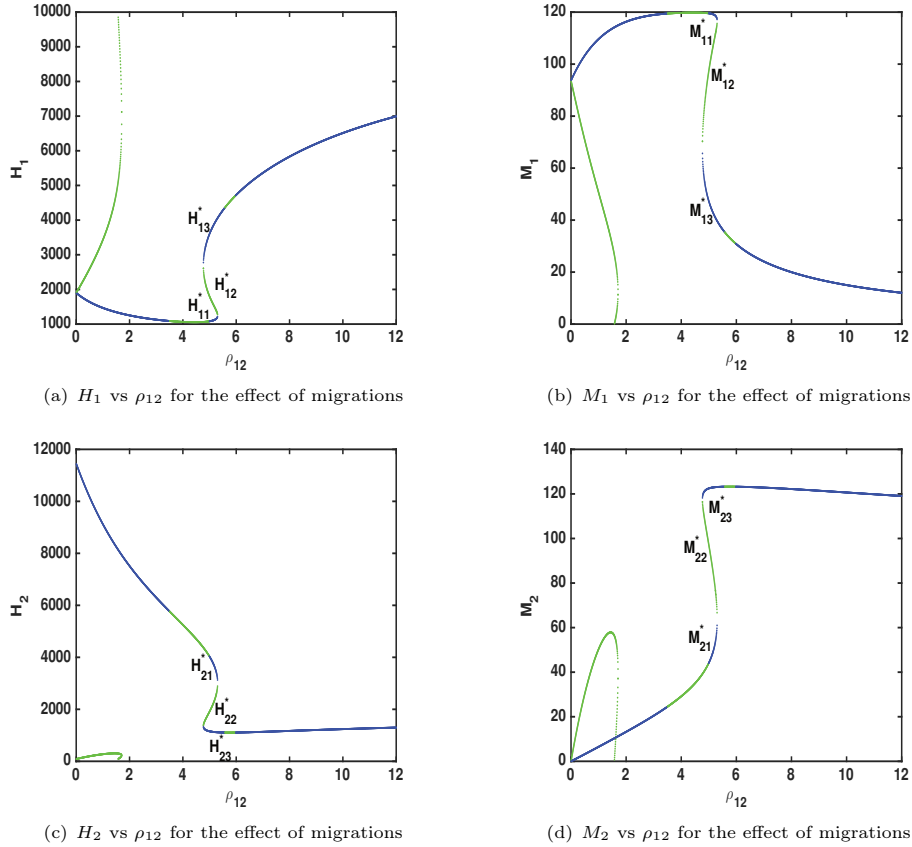 10000
9000
8000
7000
6000
5000
4000
3000
2000
1000
H₁
H*₁₃
H*₁₂
H*₁₁
0 2 4 6 8 10 12
ρ₁₂
(a) H₁ vs ρ₁₂ for the effect of migrations
120
100
80
60
40
20
0
M₁
M*₁₁
M*₁₂
M*₁₃
0 2 4 6 8 10 12
ρ₁₂
(b) M₁ vs ρ₁₂ for the effect of migrations
12000
10000
8000
6000
4000
2000
0
H₂
H*₂₁
H*₂₂
H*₂₃
0 2 4 6 8 10 12
ρ₁₂
(c) H₂ vs ρ₁₂ for the effect of migrations
140
120
100
80
60
40
20
0
M₂
M*₂₃
M*₂₂
M*₂₁
0 2 4 6 8 10 12
ρ₁₂
(d) M₂ vs ρ₁₂ for the effect of migrations